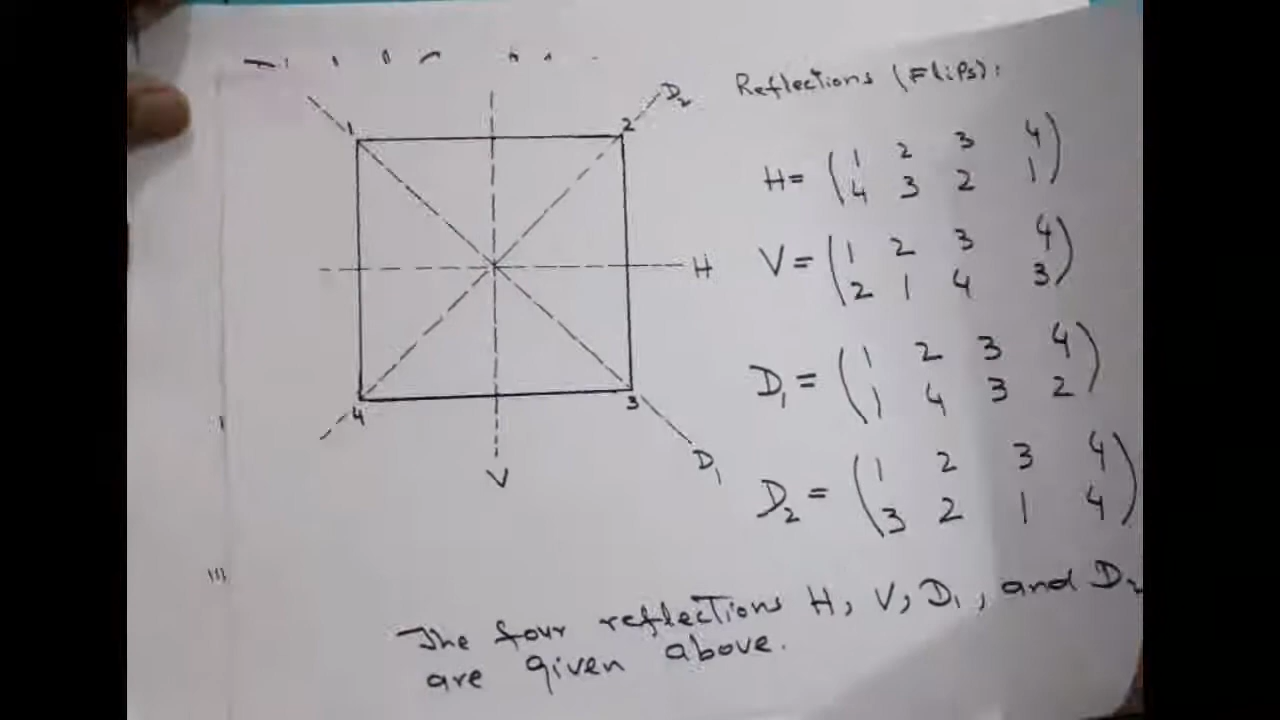 Reflections (Flips):
1
2
D₂
H = (1 2 3 4)
(4 3 2 1)
H
V = (1 2 3 4)
(2 1 4 3)
D₁ = (1 2 3 4)
(1 4 3 2)
4
3
V
D₁
D₂ = (1 2 3 4)
(3 2 1 4)
The four reflections H, V, D₁, and D₂
are given above.